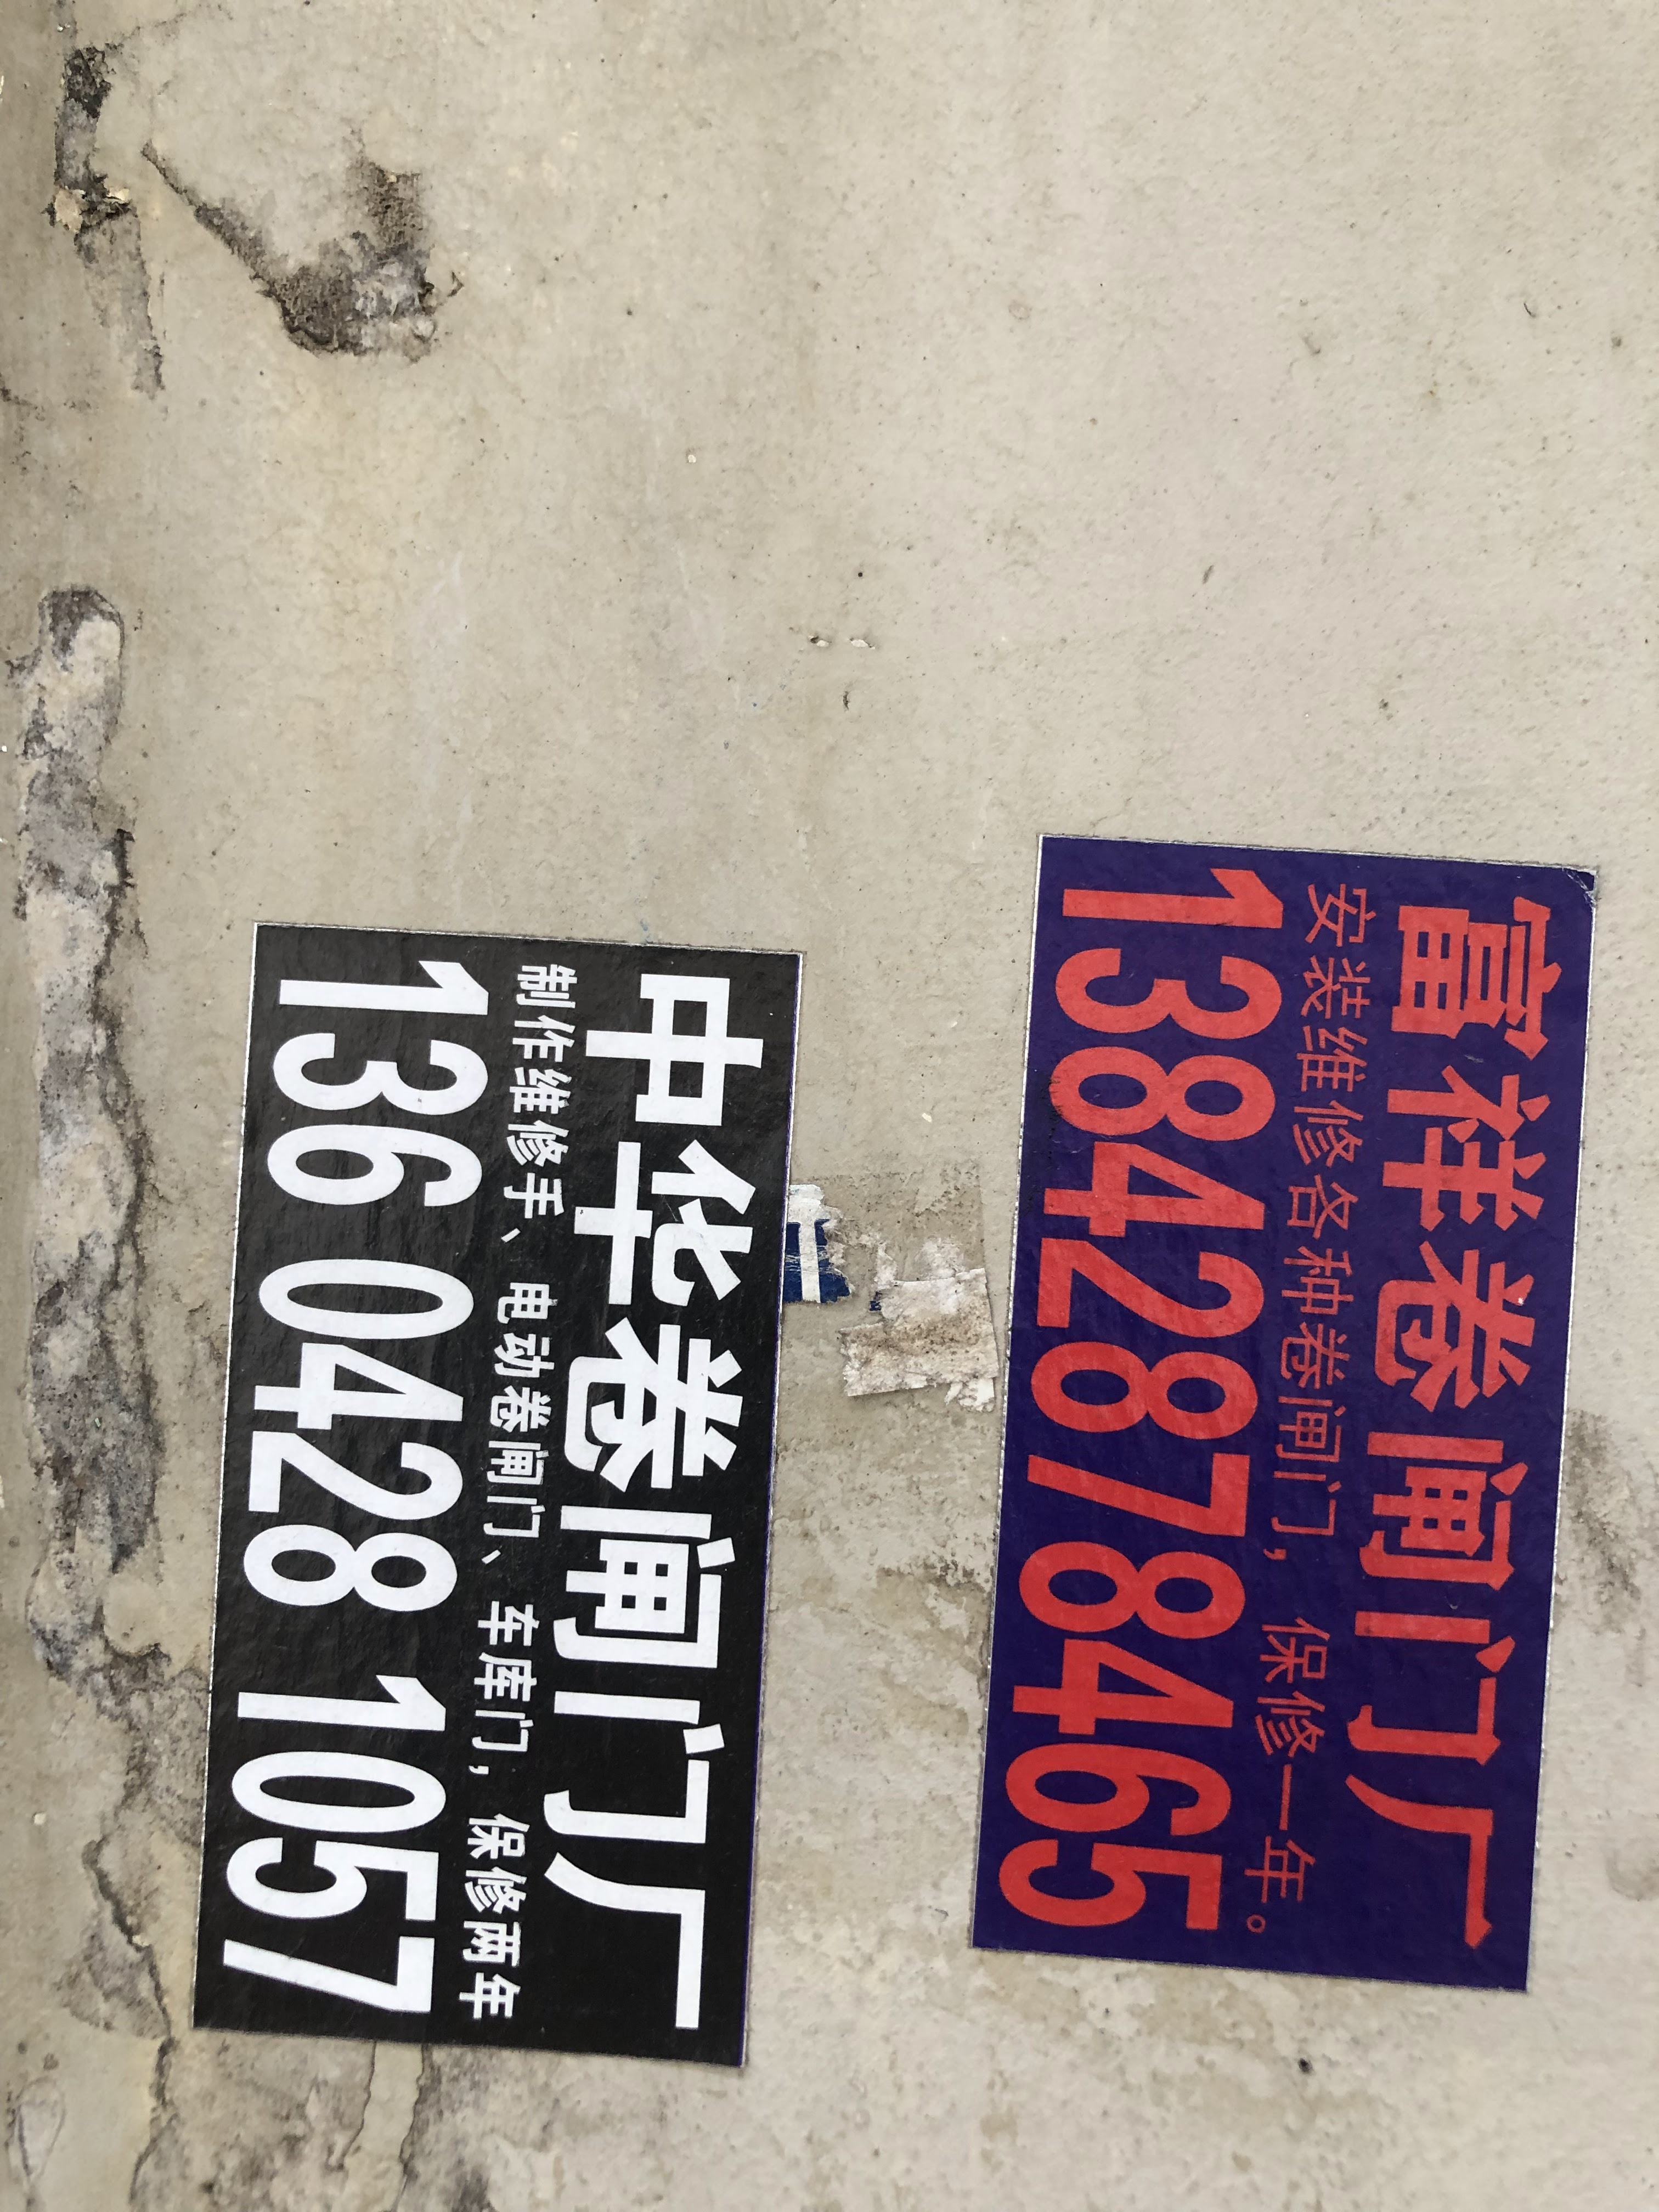 富祥卷闸门厂
安装维修各种卷闸门，保修一年。
13842878465
中华卷闸门厂
制作维修手、电动卷闸门、车库门，保修两年
136 0428 1057